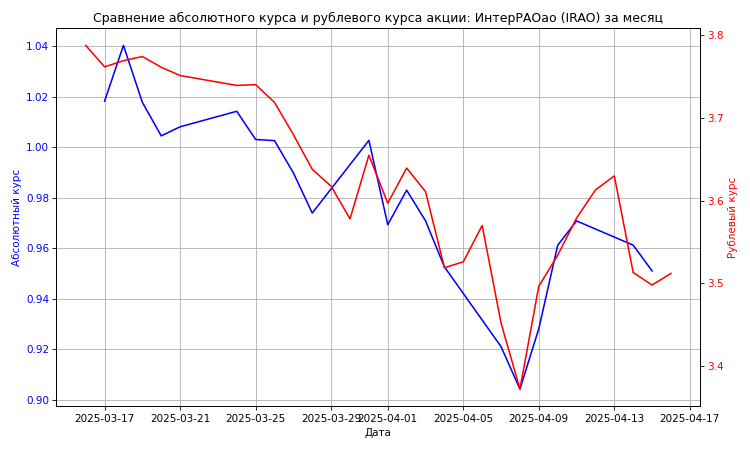 Сравнение абсолютного курса и рублевого курса акции: ИнтерРАОао (IRAO) за месяц
1.04
1.02
1.00
0.98
0.96
0.94
0.92
0.90
Абсолютный курс
3.8
3.7
3.6
3.5
3.4
Рублевый курс
2025-03-17 2025-03-21 2025-03-25 2025-03-29 2025-04-01 2025-04-05 2025-04-09 2025-04-13 2025-04-17
Дата